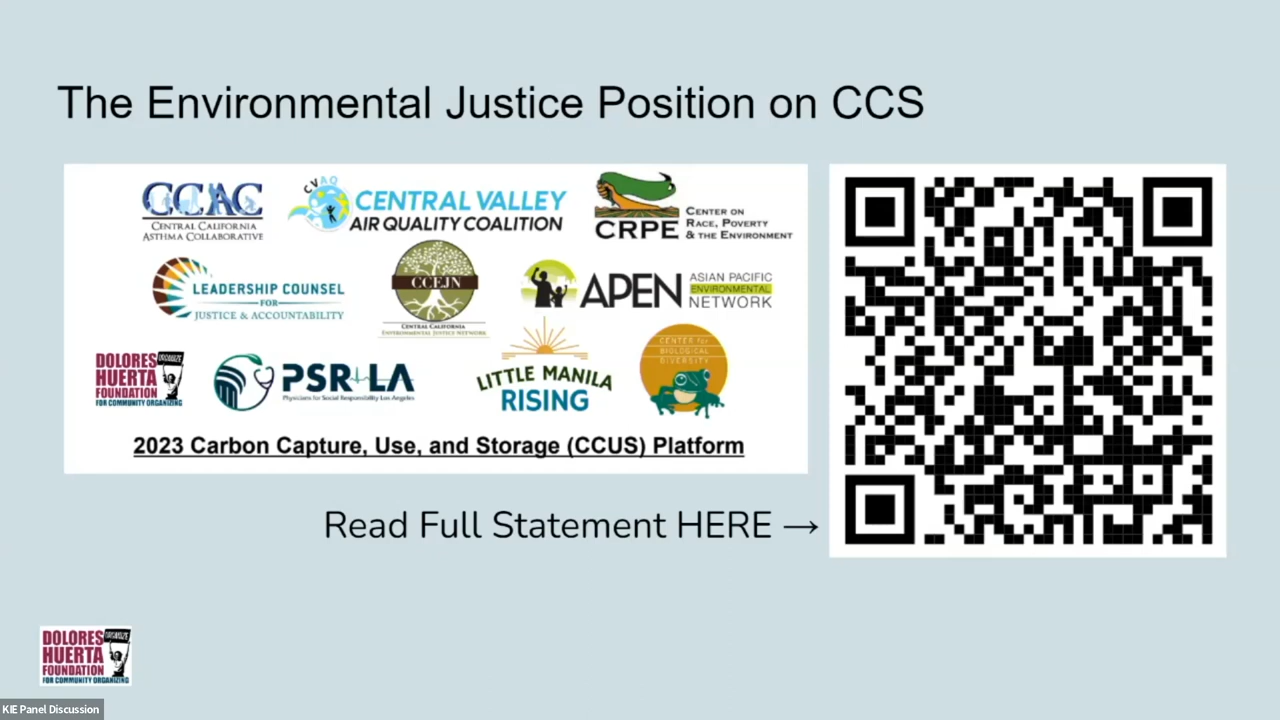 The Environmental Justice Position on CCS
CCAC
CENTRAL CALIFORNIA
ASTHMA COLLABORATIVE
CVAQ
CENTRAL VALLEY
AIR QUALITY COALITION
CRPE
CENTER ON
RACE, POVERTY
& THE ENVIRONMENT
LEADERSHIP COUNSEL
FOR
JUSTICE & ACCOUNTABILITY
CCEJN
CENTRAL CALIFORNIA
ENVIRONMENTAL JUSTICE NETWORK
APEN
ASIAN PACIFIC
ENVIRONMENTAL
NETWORK
DOLORES
HUERTA
FOUNDATION
FOR COMMUNITY ORGANIZING
ORGANIZE
PSR LA
Physicians for Social Responsibility Los Angeles
LITTLE MANILA
RISING
CENTER for
BIOLOGICAL
DIVERSITY
2023 Carbon Capture, Use, and Storage (CCUS) Platform
Read Full Statement HERE →
DOLORES
HUERTA
FOUNDATION
FOR COMMUNITY ORGANIZING
ORGANIZE
KIE Panel Discussion